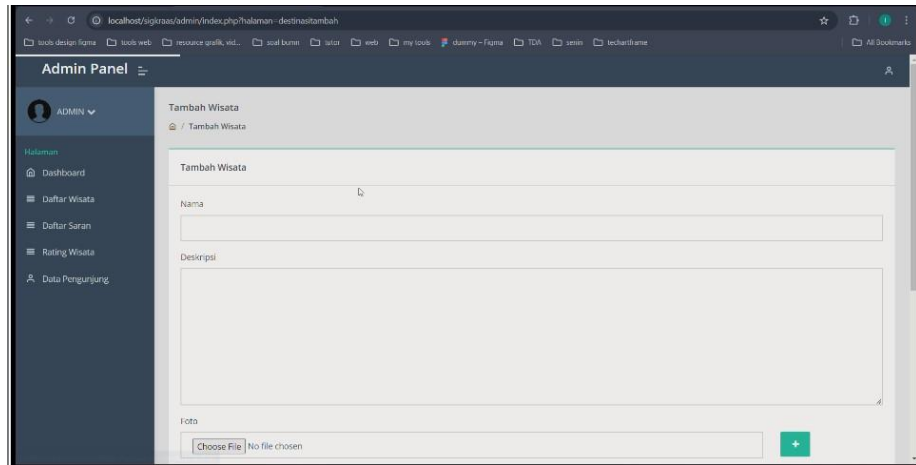 localhost/sigkraas/admin/index.php?halaman=destinasitambah
tools design figma tools web resource grafik, vid... soal bumn tutor web my tools dummy – Figma TDA senin techartframe All Bookmarks
Admin Panel
ADMIN
Halaman
Dashboard
Daftar Wisata
Daftar Saran
Rating Wisata
Data Pengunjung
Tambah Wisata
/ Tambah Wisata
Tambah Wisata
Nama
Deskripsi
Foto
Choose File No file chosen
+